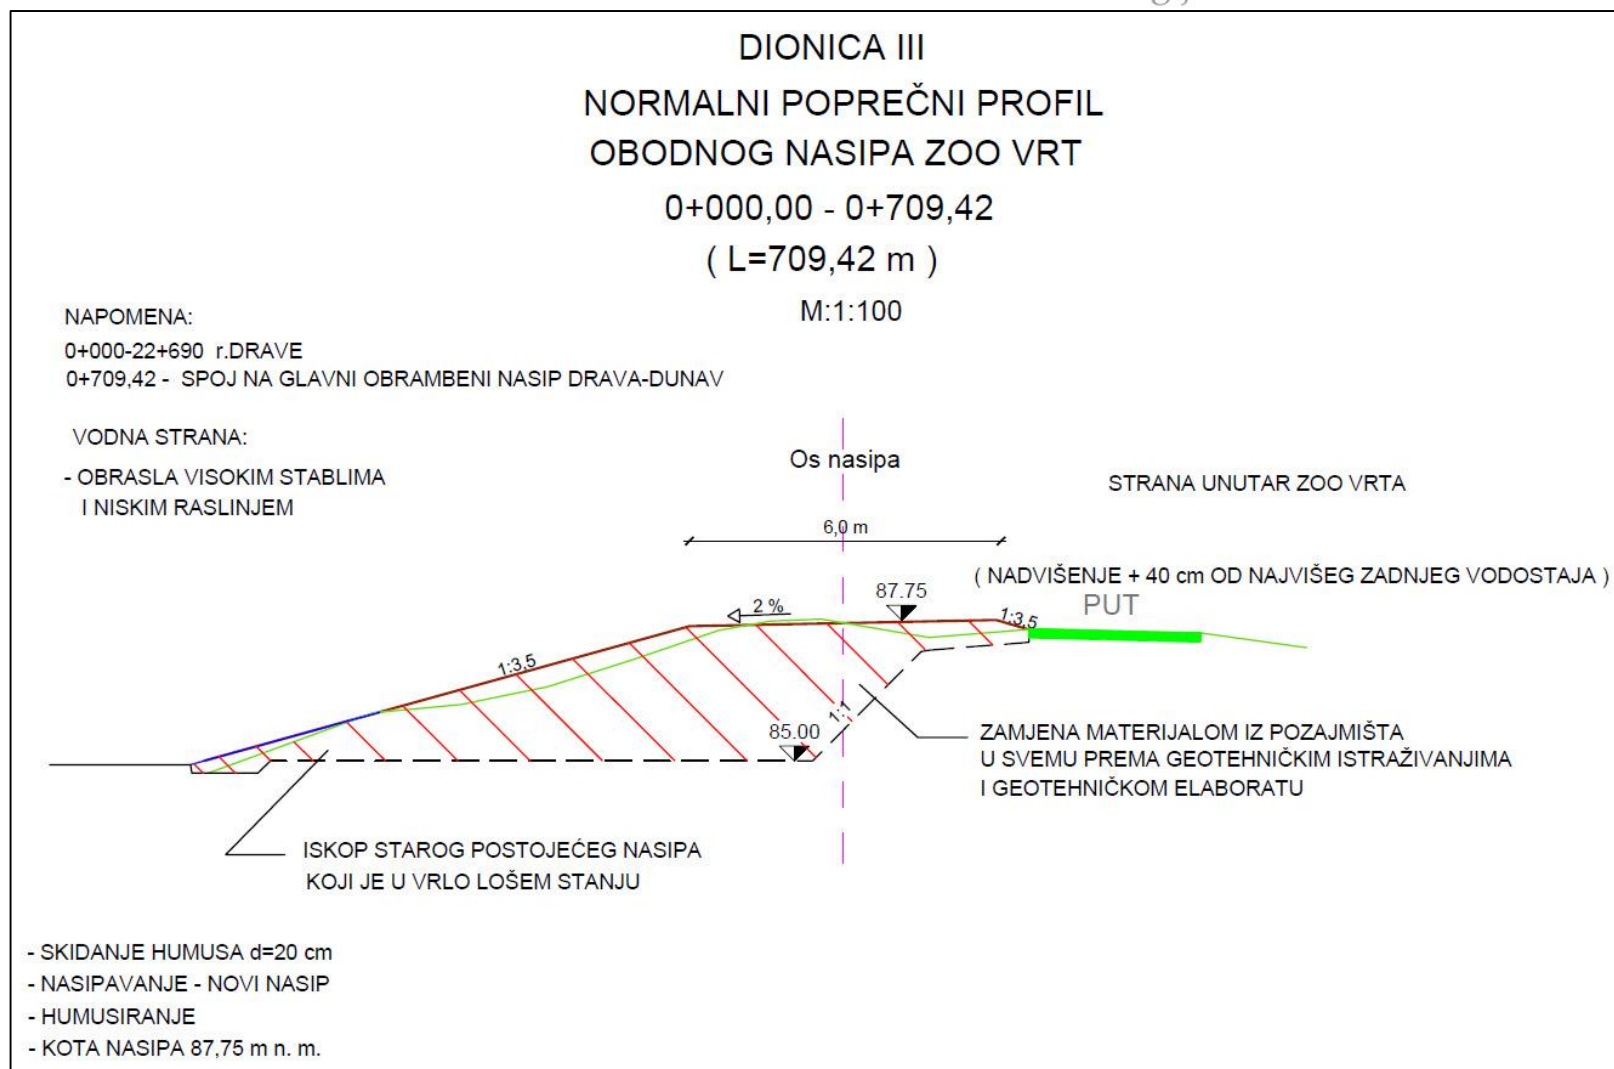 DIONICA III
NORMALNI POPREČNI PROFIL
OBODNOG NASIPA ZOO VRT
0+000,00 - 0+709,42
( L=709,42 m )
M:1:100
NAPOMENA:
0+000-22+690 r.DRAVE
0+709,42 - SPOJ NA GLAVNI OBRAMBENI NASIP DRAVA-DUNAV
VODNA STRANA:
- OBRASLA VISOKIM STABLIMA
I NISKIM RASLINJEM
Os nasipa
STRANA UNUTAR ZOO VRTA
6,0 m
( NADVIŠENJE + 40 cm OD NAJVIŠEG ZADNJEG VODOSTAJA )
87.75
PUT
2 %
1:3,5
1:3,5
1:1
85.00
ZAMJENA MATERIJALOM IZ POZAJMIŠTA
U SVEMU PREMA GEOTEHNIČKIM ISTRAŽIVANJIMA
I GEOTEHNIČKOM ELABORATU
ISKOP STAROG POSTOJEĆEG NASIPA
KOJI JE U VRLO LOŠEM STANJU
- SKIDANJE HUMUSA d=20 cm
- NASIPAVANJE - NOVI NASIP
- HUMUSIRANJE
- KOTA NASIPA 87,75 m n. m.